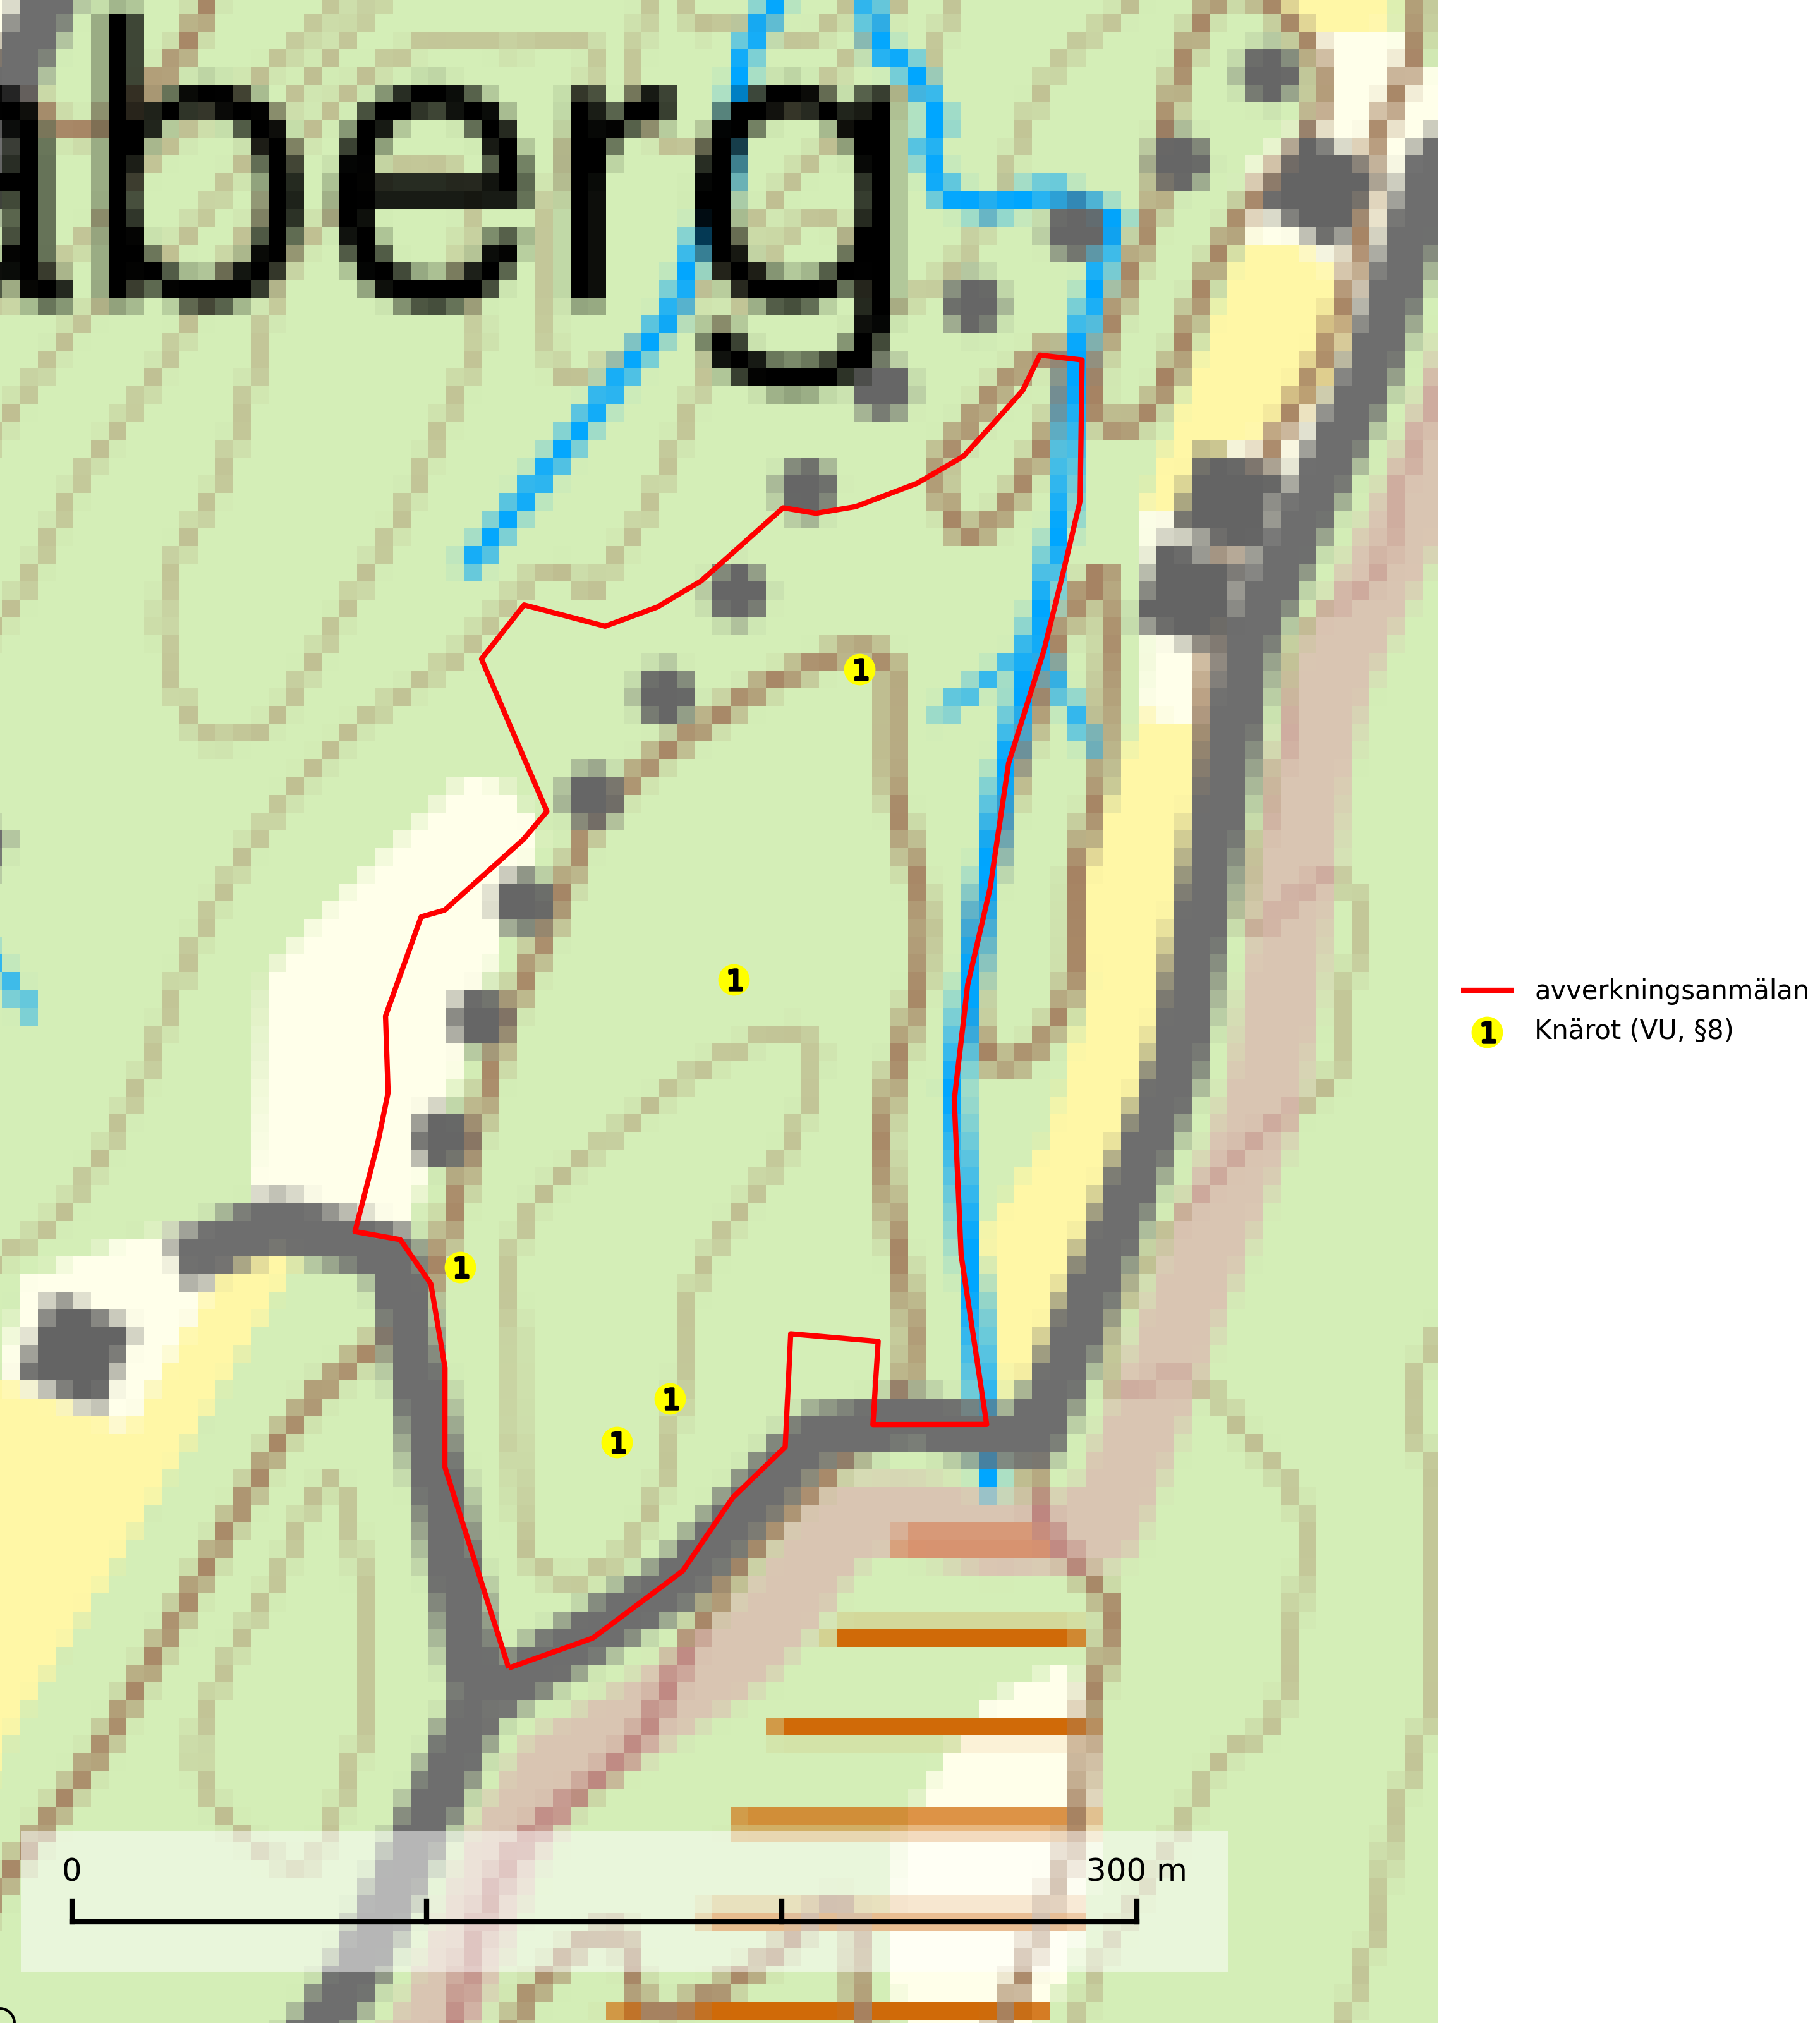 aberg
1
1
1
1
1
avverkningsanmälan
1 Knärot (VU, §8)
0 300 m